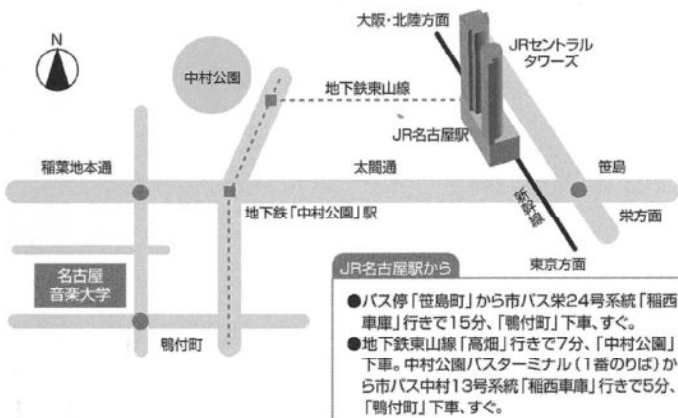 大阪・北陸方面
N
JRセントラル
タワーズ
中村公園
地下鉄東山線
JR名古屋駅
稲葉地本通
太閤通
笹島
地下鉄「中村公園」駅
新幹線
栄方面
名古屋
音楽大学
東京方面
鴨付町
JR名古屋駅から
●バス停「笹島町」から市バス栄24号系統「稲西
車庫」行きで15分、「鴨付町」下車、すぐ。
●地下鉄東山線「高畑」行きで7分、「中村公園」
下車。中村公園バスターミナル(1番のりば)か
ら市バス中村13号系統「稲西車庫」行きで5分、
「鴨付町」下車、すぐ。